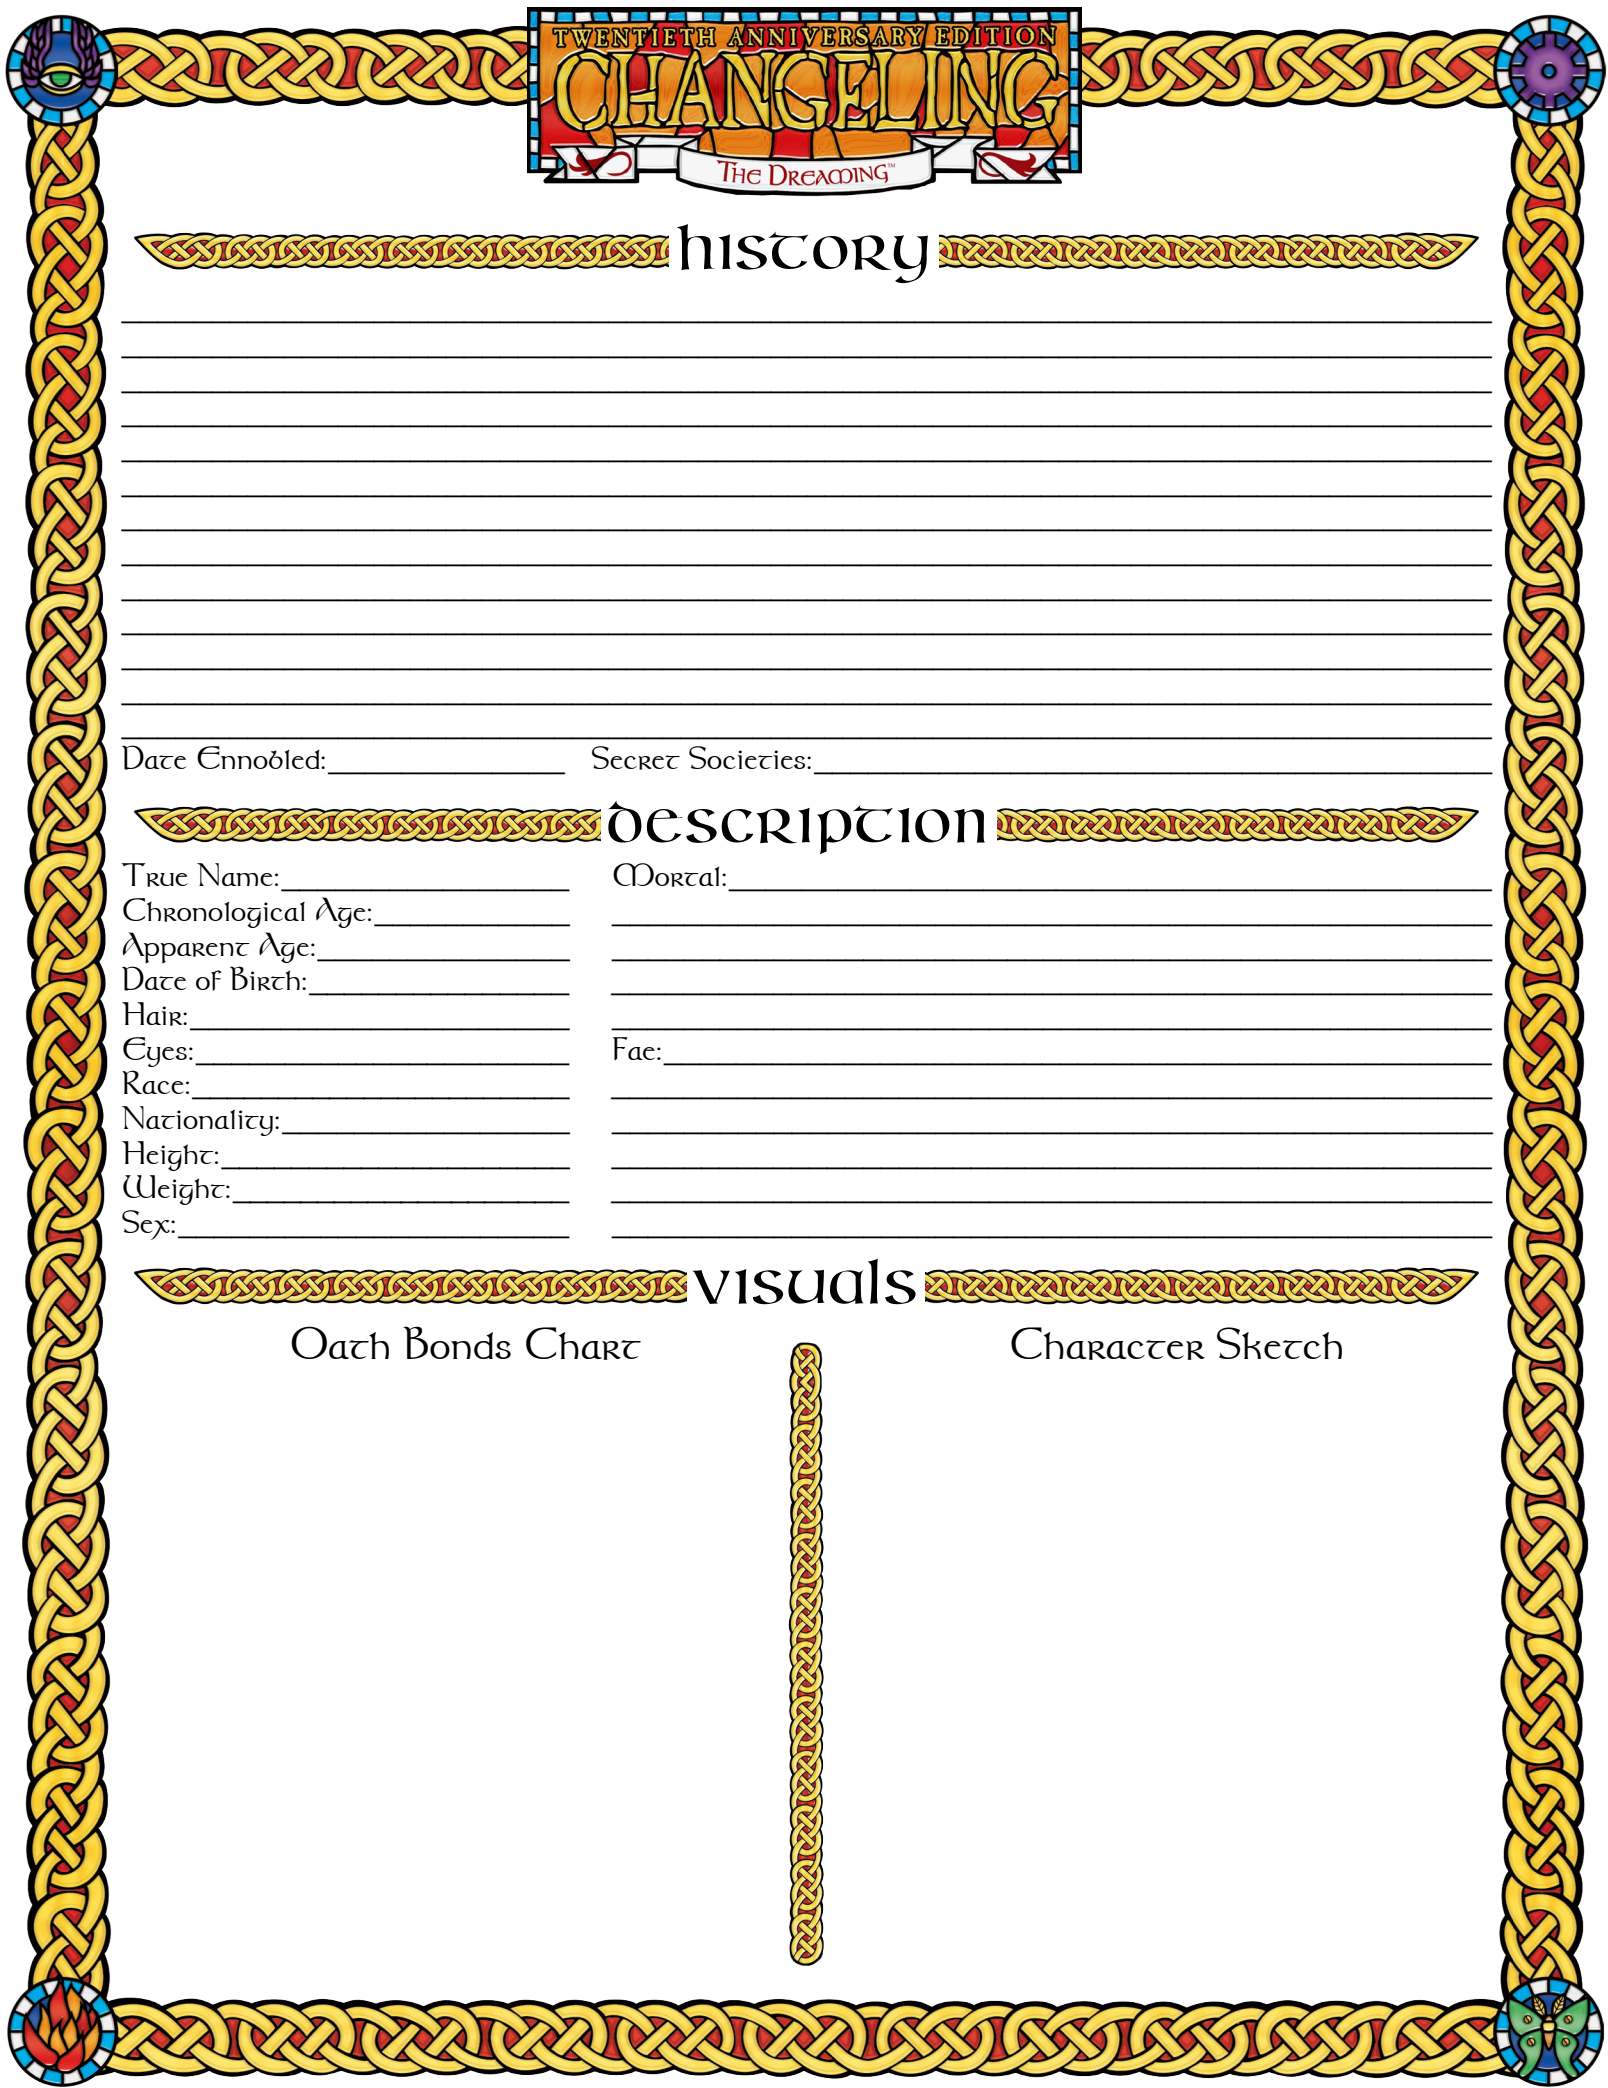 TWENTIETH ANNIVERSARY EDITION
CHANGELING
THE DREAMING™
History
Date Ennobled: Secret Societies:
Description
True Name: Mortal:
Chronological Age:
Apparent Age:
Date of Birth:
Hair:
Eyes: Fae:
Race:
Nationality:
Height:
Weight:
Sex:
Visuals
Oath Bonds Chart Character Sketch